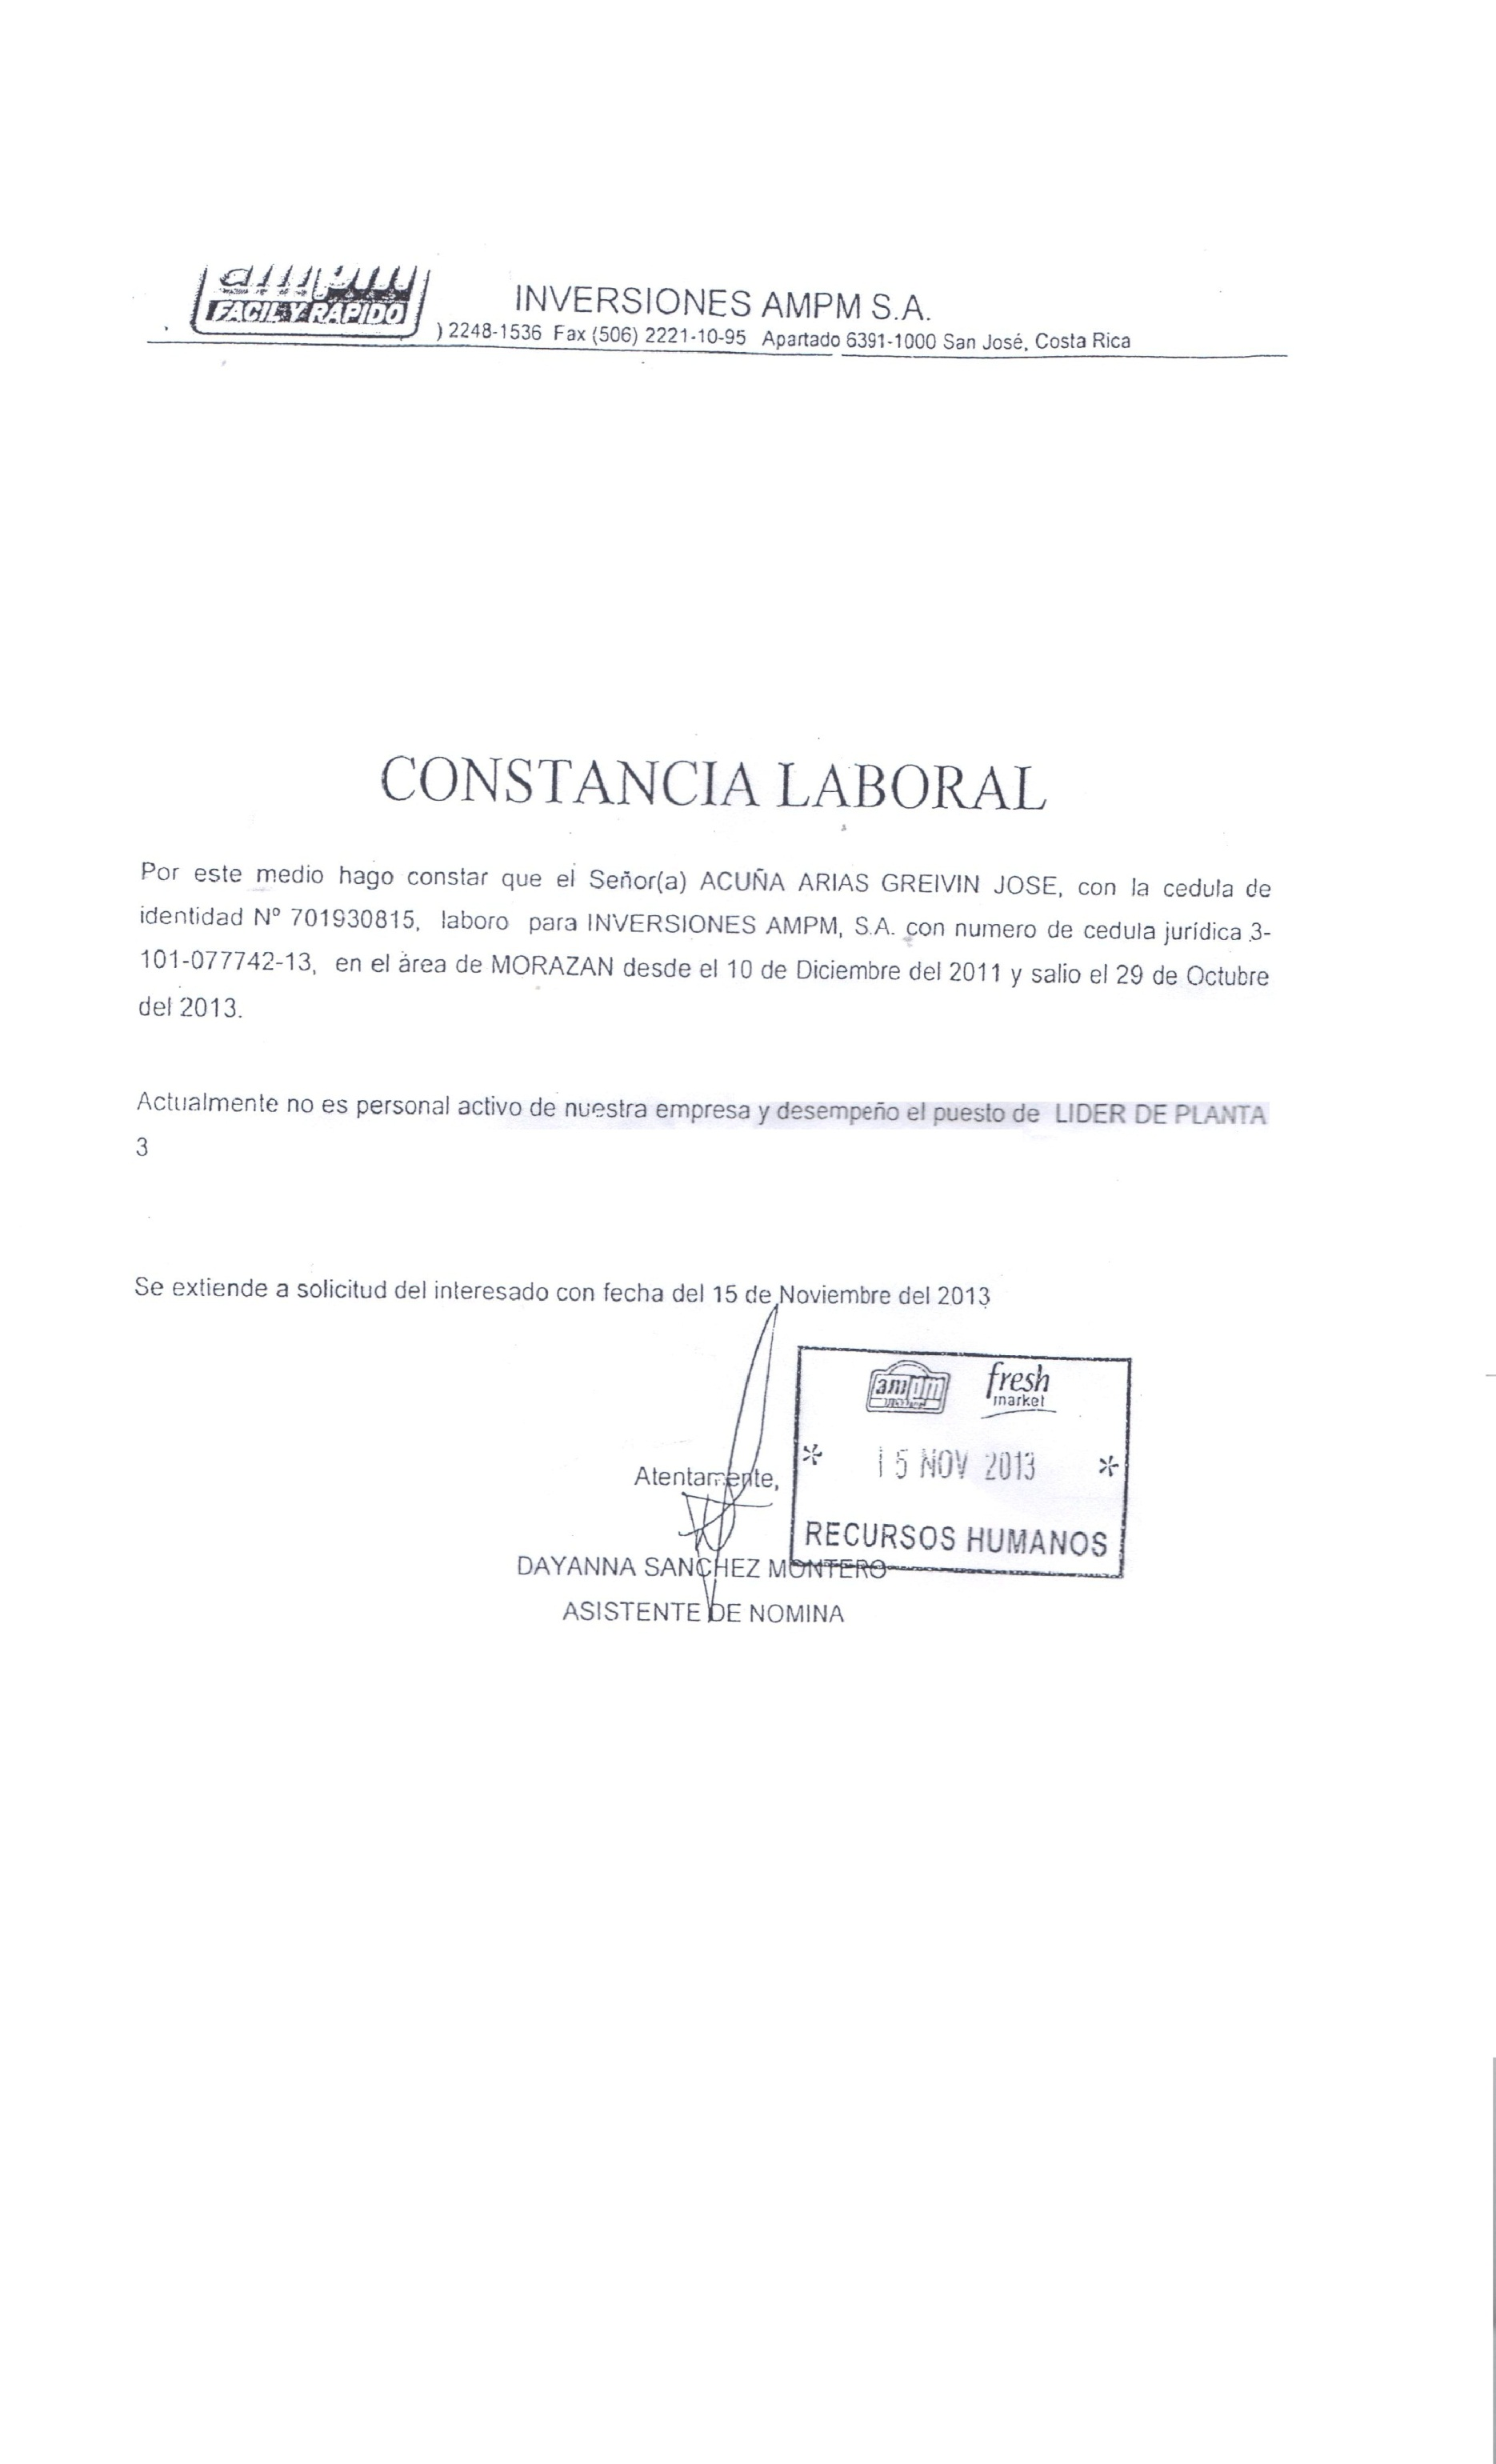 ampm
FACIL Y RAPIDO
INVERSIONES AMPM S.A.
) 2248-1536 Fax (506) 2221-10-95 Apartado 6391-1000 San José, Costa Rica
CONSTANCIA LABORAL
Por este medio hago constar que el Señor(a) ACUÑA ARIAS GREIVIN JOSE, con la cedula de
identidad Nº 701930815, laboro para INVERSIONES AMPM, S.A. con numero de cedula jurídica 3-
101-077742-13, en el área de MORAZAN desde el 10 de Diciembre del 2011 y salio el 29 de Octubre
del 2013.
Actualmente no es personal activo de nuestra empresa y desempeño el puesto de LIDER DE PLANTA
3
Se extiende a solicitud del interesado con fecha del 15 de Noviembre del 2013
ampm
fresh
market
* 15 NOV 2013 *
Atentamente,
RECURSOS HUMANOS
DAYANNA SANCHEZ MONTERO
ASISTENTE DE NOMINA